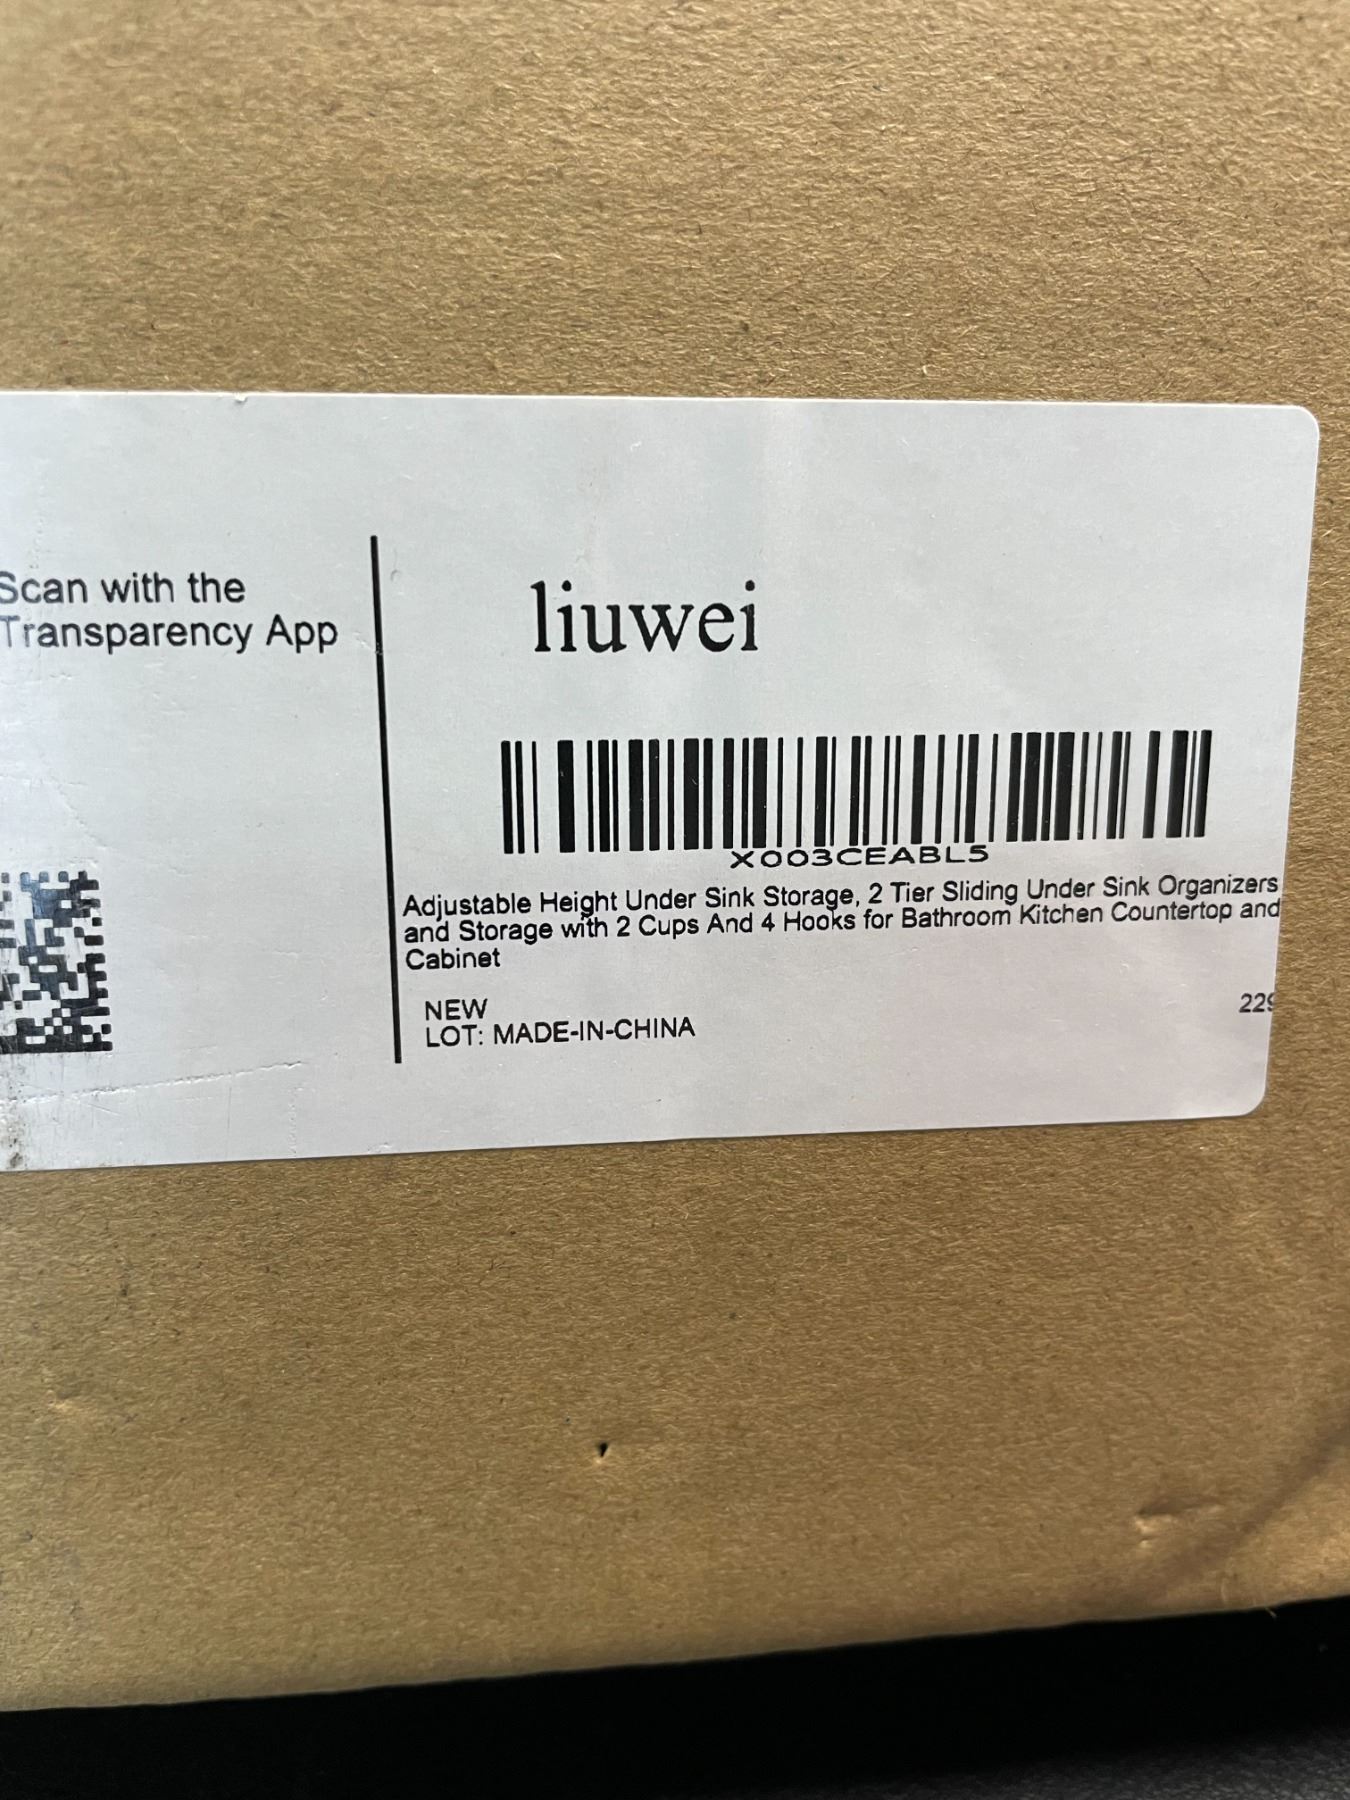 Scan with the
Transparency App
liuwei
X003CEABL5
Adjustable Height Under Sink Storage, 2 Tier Sliding Under Sink Organizers
and Storage with 2 Cups And 4 Hooks for Bathroom Kitchen Countertop and
Cabinet
NEW
LOT: MADE-IN-CHINA